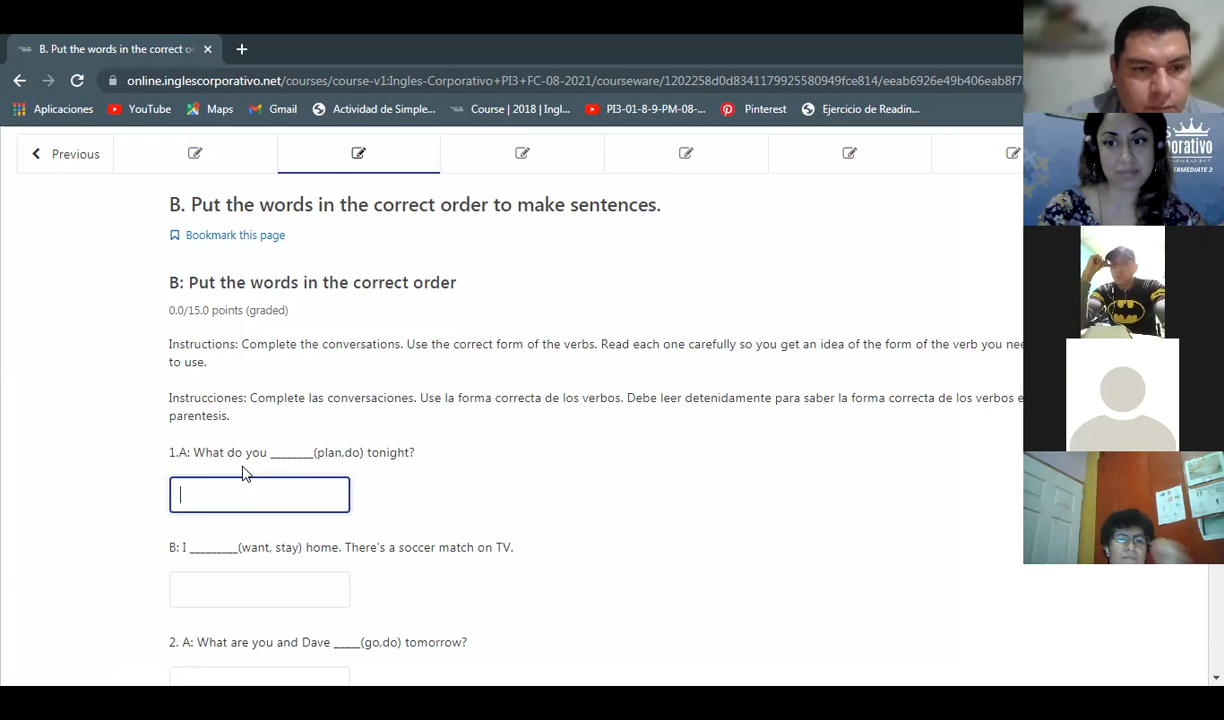 B. Put the words in the correct o
online.inglescorporativo.net/courses/course-v1:Ingles-Corporativo+PI3+FC-08-2021/courseware/1202258d0d8341179925580949fce814/eeab6926e49b406eab8f7
Aplicaciones YouTube Maps Gmail Actividad de Simple... Course | 2018 | Ingl... PI3-01-8-9-PM-08-... Pinterest Ejercicio de Readin...
Previous
B. Put the words in the correct order to make sentences.
Bookmark this page
B: Put the words in the correct order
0.0/15.0 points (graded)
Instructions: Complete the conversations. Use the correct form of the verbs. Read each one carefully so you get an idea of the form of the verb you nee
to use.
Instrucciones: Complete las conversaciones. Use la forma correcta de los verbos. Debe leer detenidamente para saber la forma correcta de los verbos e
parentesis.
1.A: What do you ________(plan,do) tonight?
B: I _________(want, stay) home. There's a soccer match on TV.
2. A: What are you and Dave _____(go,do) tomorrow?
S
orativo
ERMEDIATE 3